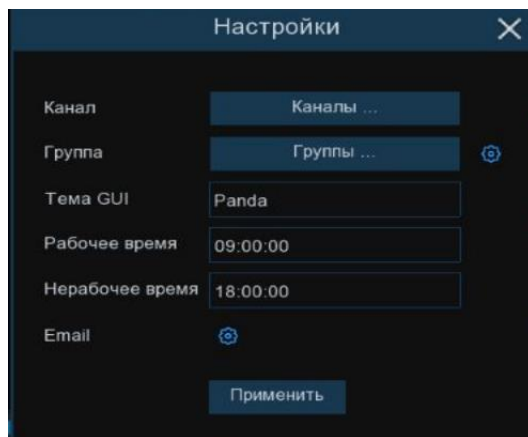 Настройки
Канал Каналы ...
Группа Группы ...
Тема GUI Panda
Рабочее время 09:00:00
Нерабочее время 18:00:00
Email
Применить